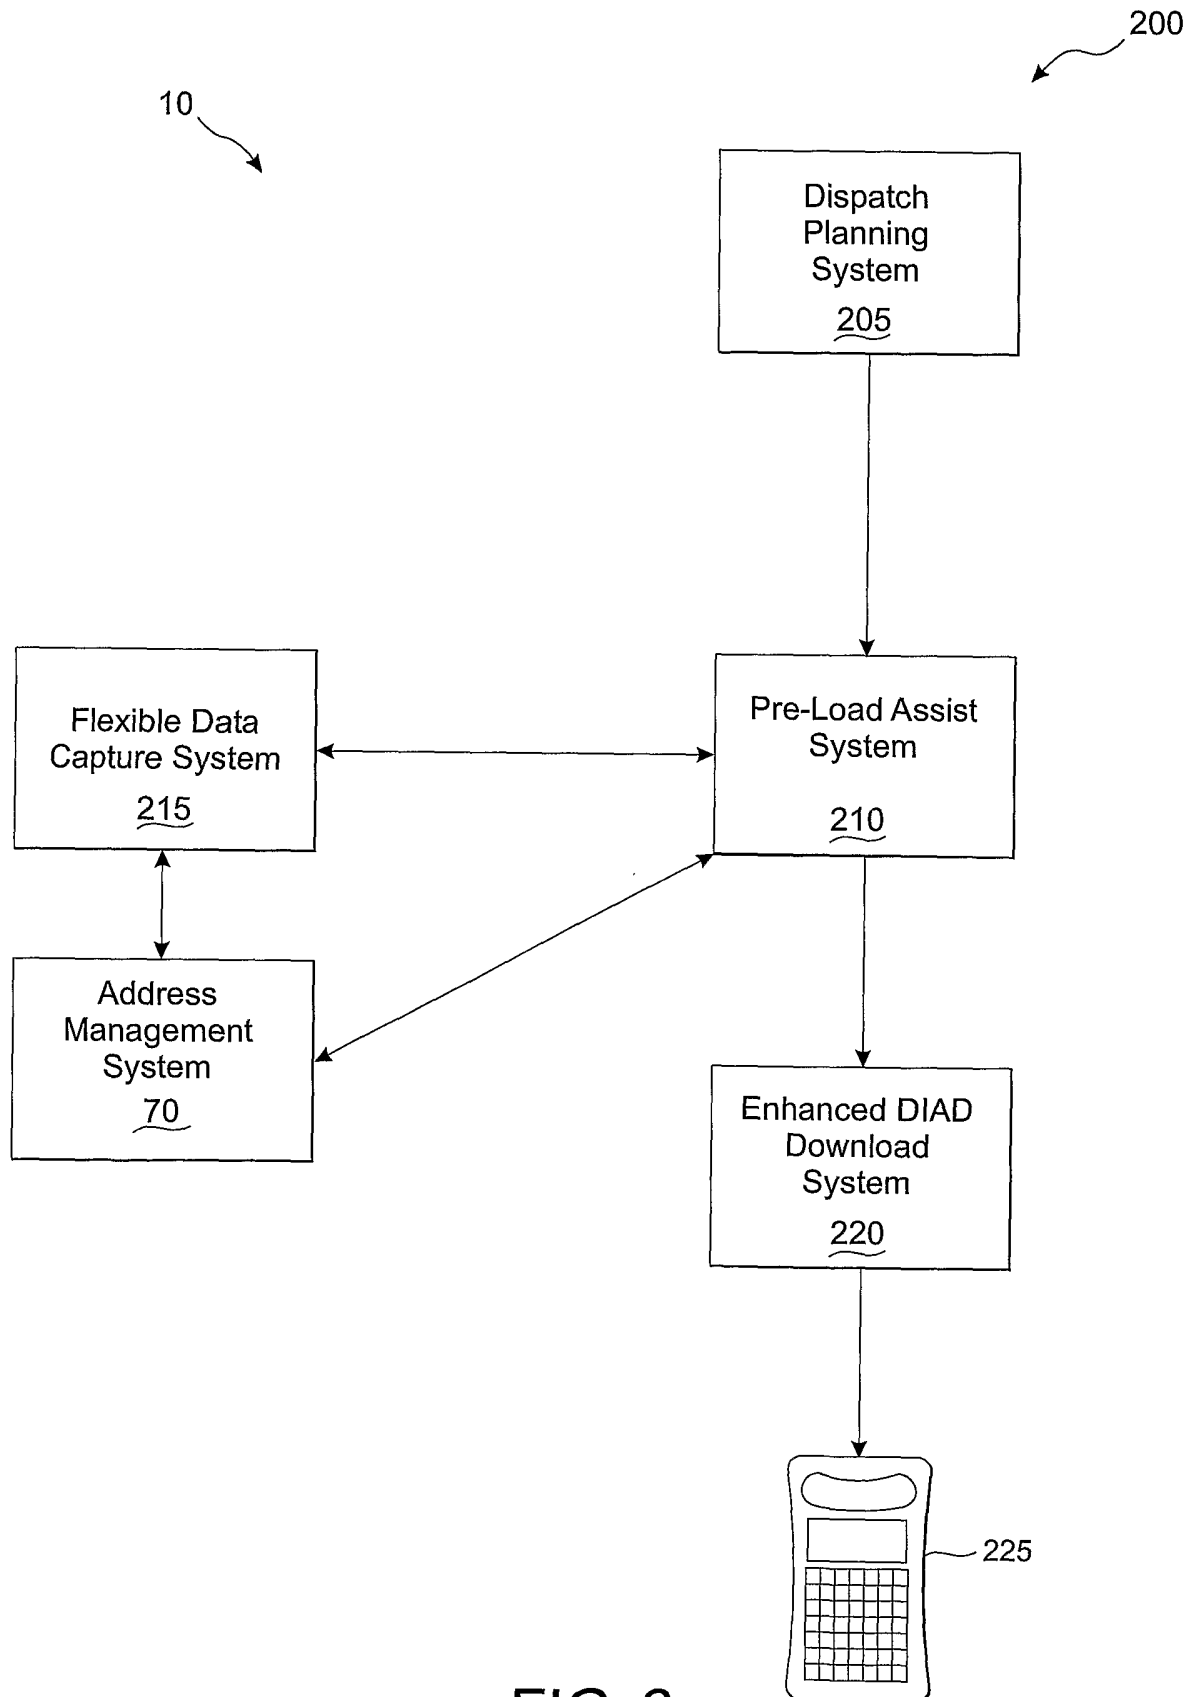 200
10
Dispatch
Planning
System
205
Flexible Data
Capture System
215
Pre-Load Assist
System
210
Address
Management
System
70
Enhanced DIAD
Download
System
220
225
FIG.